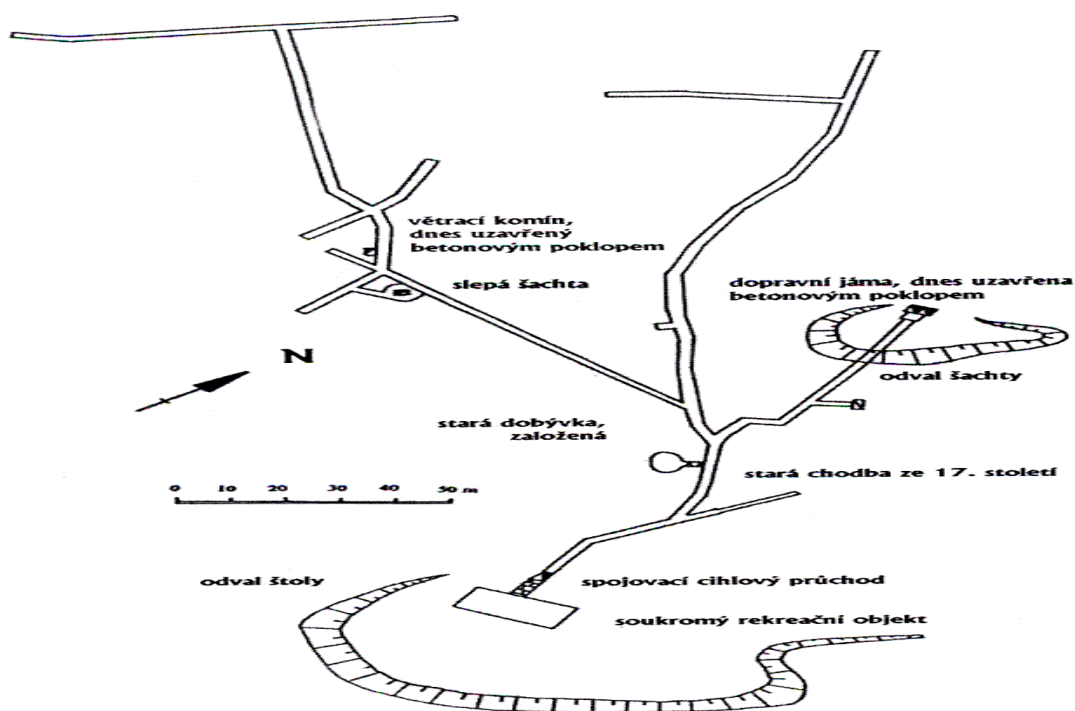 větrací komín,
dnes uzavřený
betonovým poklopem
slepá šachta
dopravní jáma, dnes uzavřena
betonovým poklopem
N
odval šachty
stará dobývka,
založená
stará chodba ze 17. století
0 10 20 30 40 50 m
odval štoly
spojovací cihlový průchod
soukromý rekreační objekt